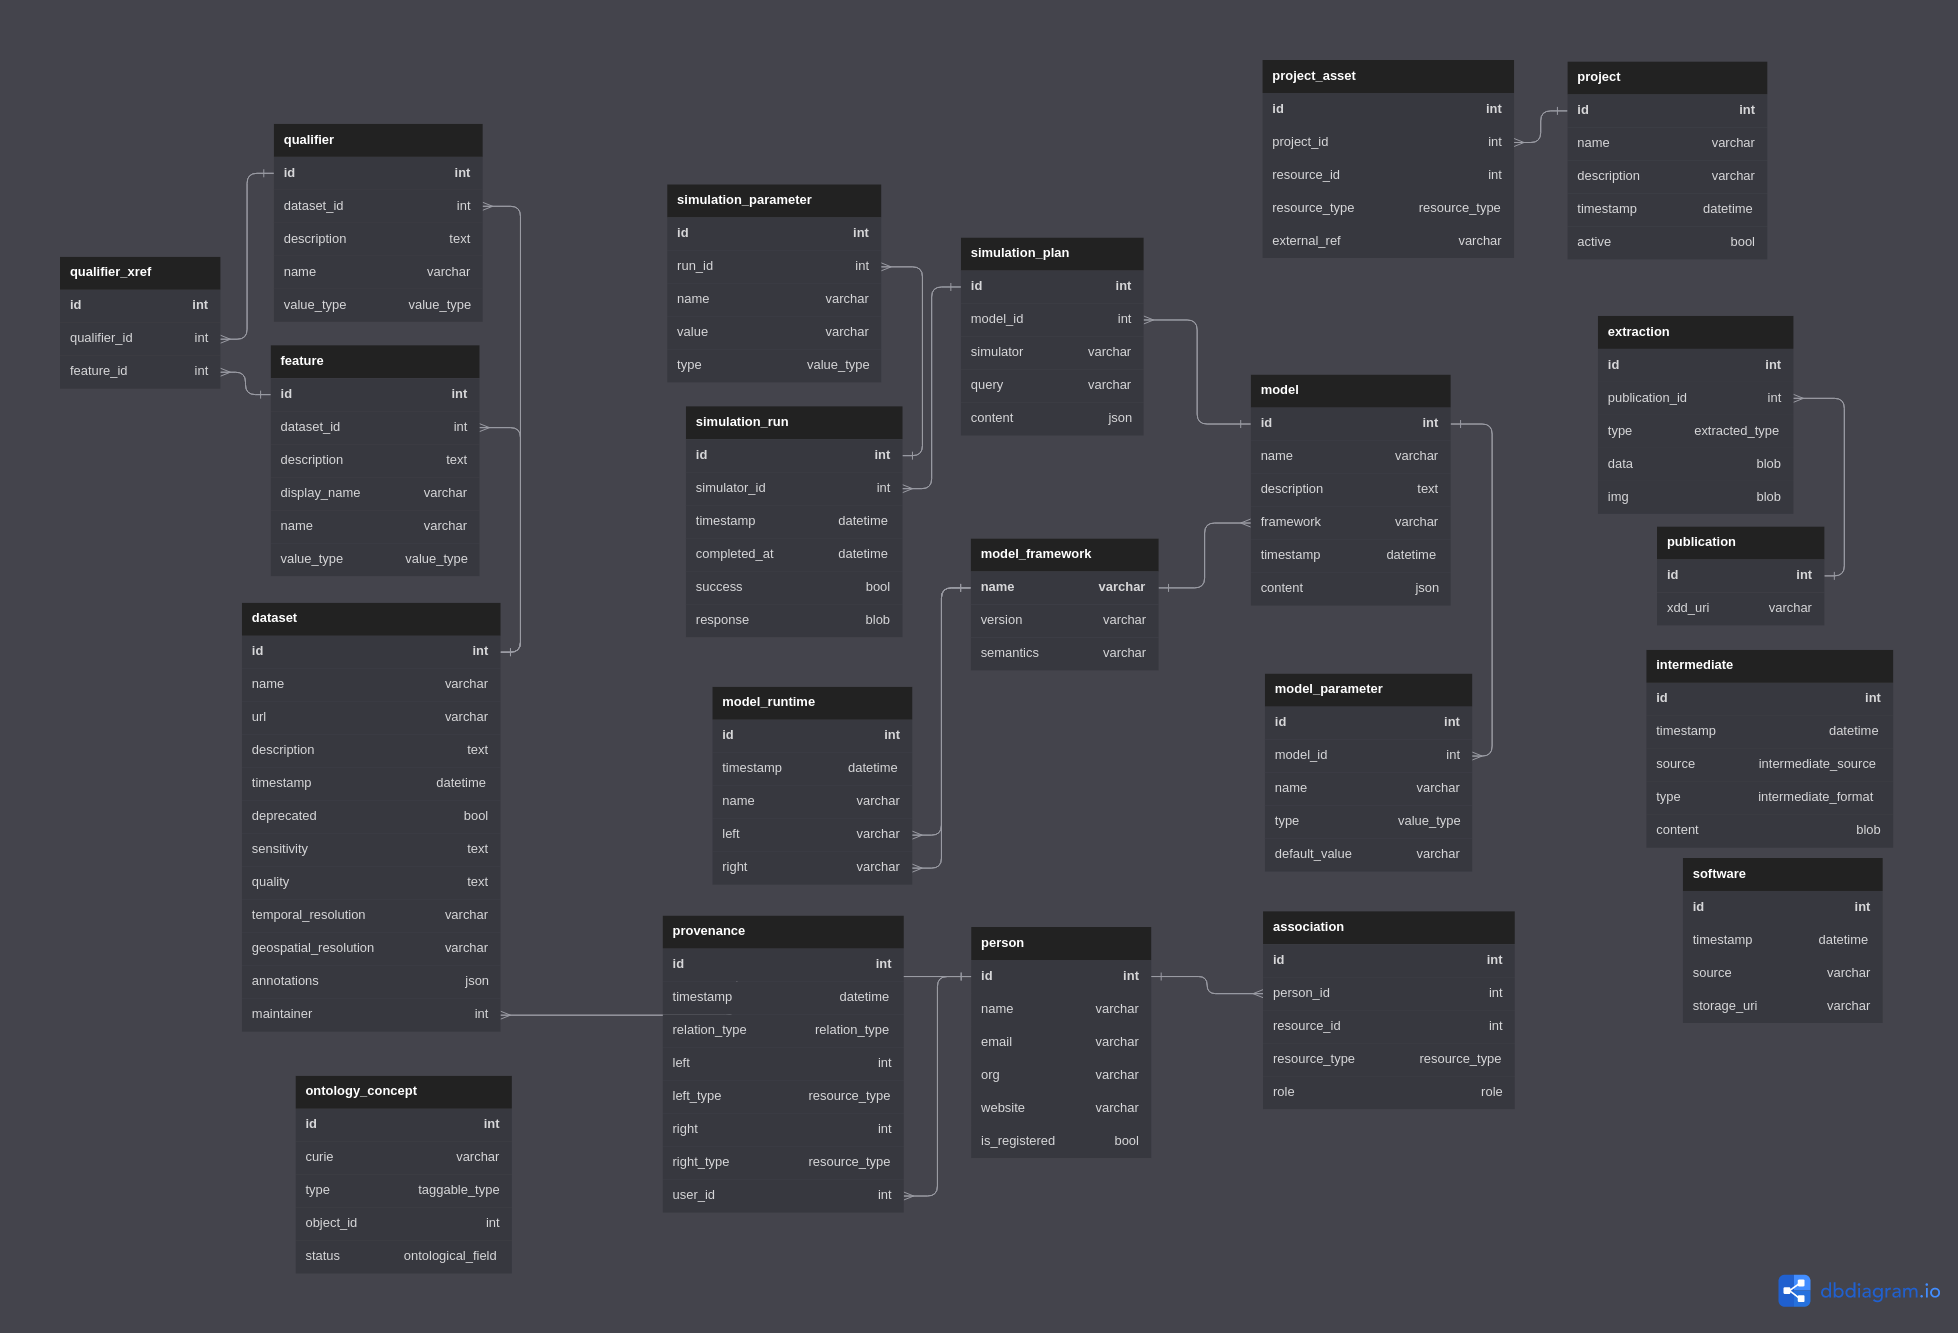 project_asset
id int
project_id int
resource_id int
resource_type resource_type
external_ref varchar
project
id int
name varchar
description varchar
timestamp datetime
active bool
qualifier
id int
dataset_id int
description text
name varchar
value_type value_type
simulation_parameter
id int
run_id int
name varchar
value varchar
type value_type
simulation_plan
id int
model_id int
simulator varchar
query varchar
content json
qualifier_xref
id int
qualifier_id int
feature_id int
extraction
id int
publication_id int
type extracted_type
data blob
img blob
feature
id int
dataset_id int
description text
display_name varchar
name varchar
value_type value_type
model
id int
name varchar
description text
framework varchar
timestamp datetime
content json
simulation_run
id int
simulator_id int
timestamp datetime
completed_at datetime
success bool
response blob
publication
id int
xdd_uri varchar
model_framework
name varchar
version varchar
semantics varchar
dataset
id int
name varchar
url varchar
description text
timestamp datetime
deprecated bool
sensitivity text
quality text
temporal_resolution varchar
geospatial_resolution varchar
annotations json
maintainer int
intermediate
id int
timestamp datetime
source intermediate_source
type intermediate_format
content blob
model_parameter
id int
model_id int
name varchar
type value_type
default_value varchar
model_runtime
id int
timestamp datetime
name varchar
left varchar
right varchar
software
id int
timestamp datetime
source varchar
storage_uri varchar
provenance
id int
timestamp datetime
relation_type relation_type
left int
left_type resource_type
right int
right_type resource_type
user_id int
person
id int
name varchar
email varchar
org varchar
website varchar
is_registered bool
association
id int
person_id int
resource_id int
resource_type resource_type
role role
ontology_concept
id int
curie varchar
type taggable_type
object_id int
status ontological_field
dbdiagram.io